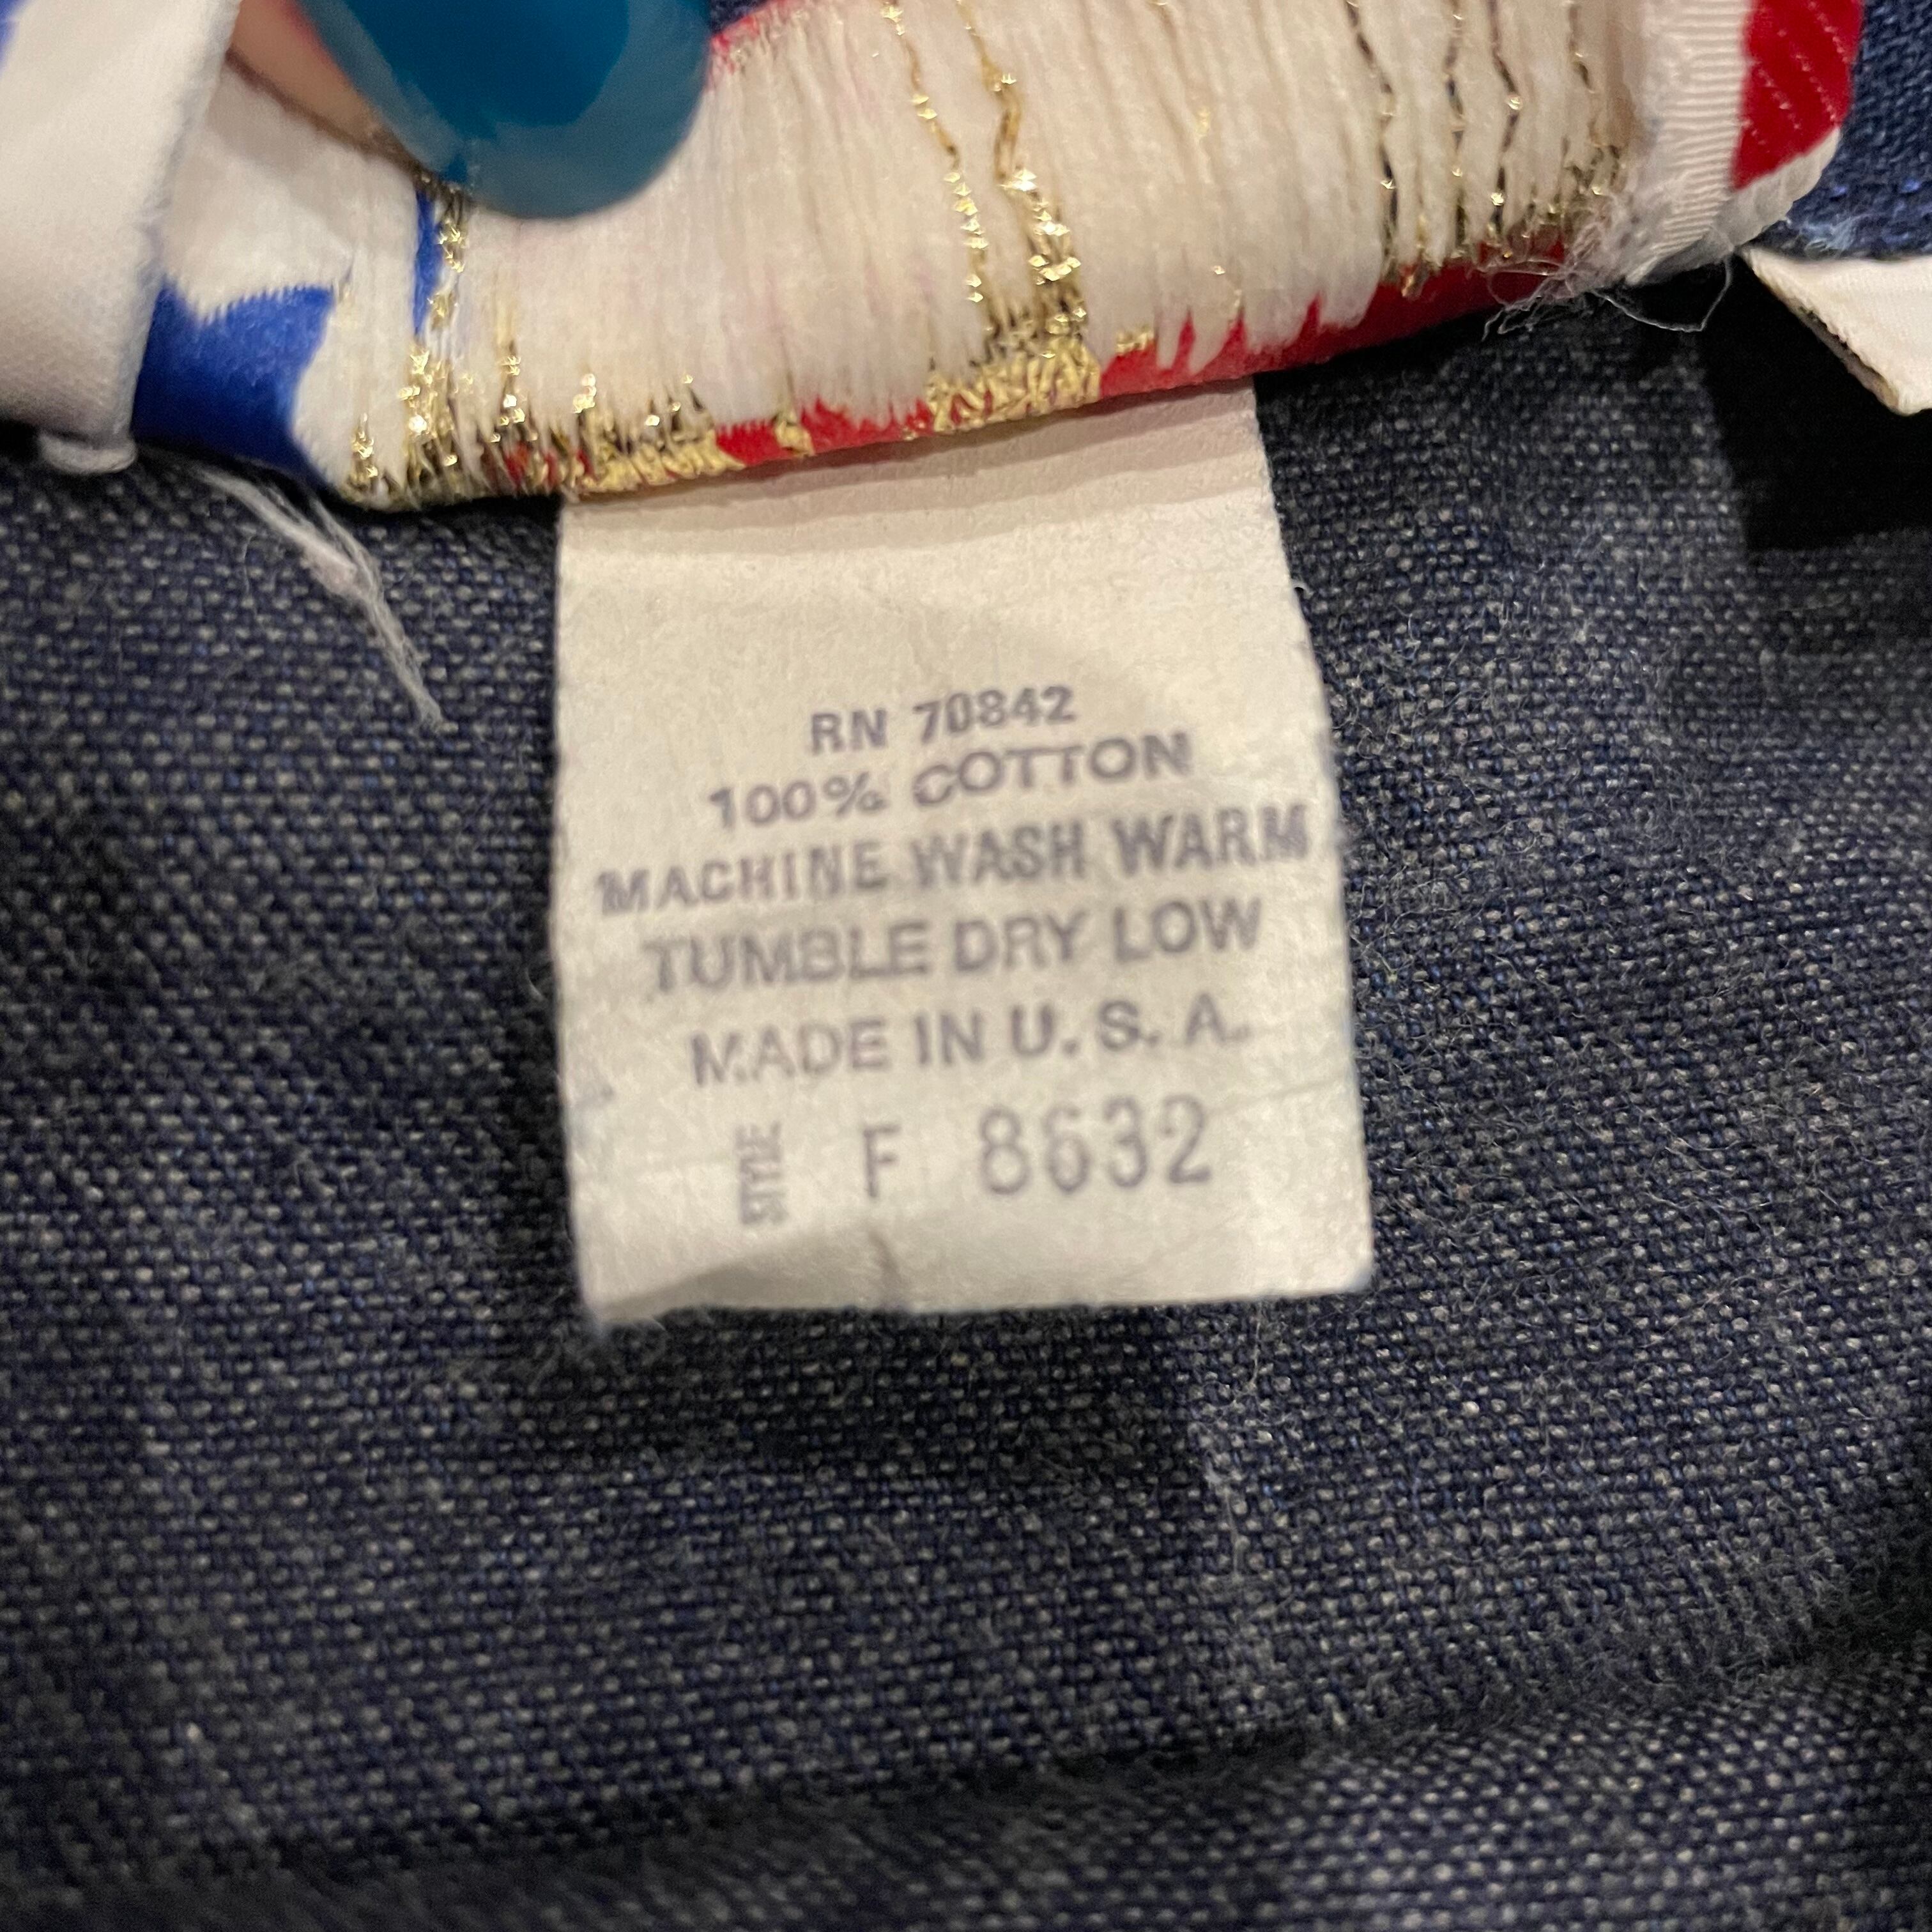 RN 70842
100% COTTON
MACHINE WASH WARM
TUMBLE DRY LOW
MADE IN U. S. A.
STYLE F 8632